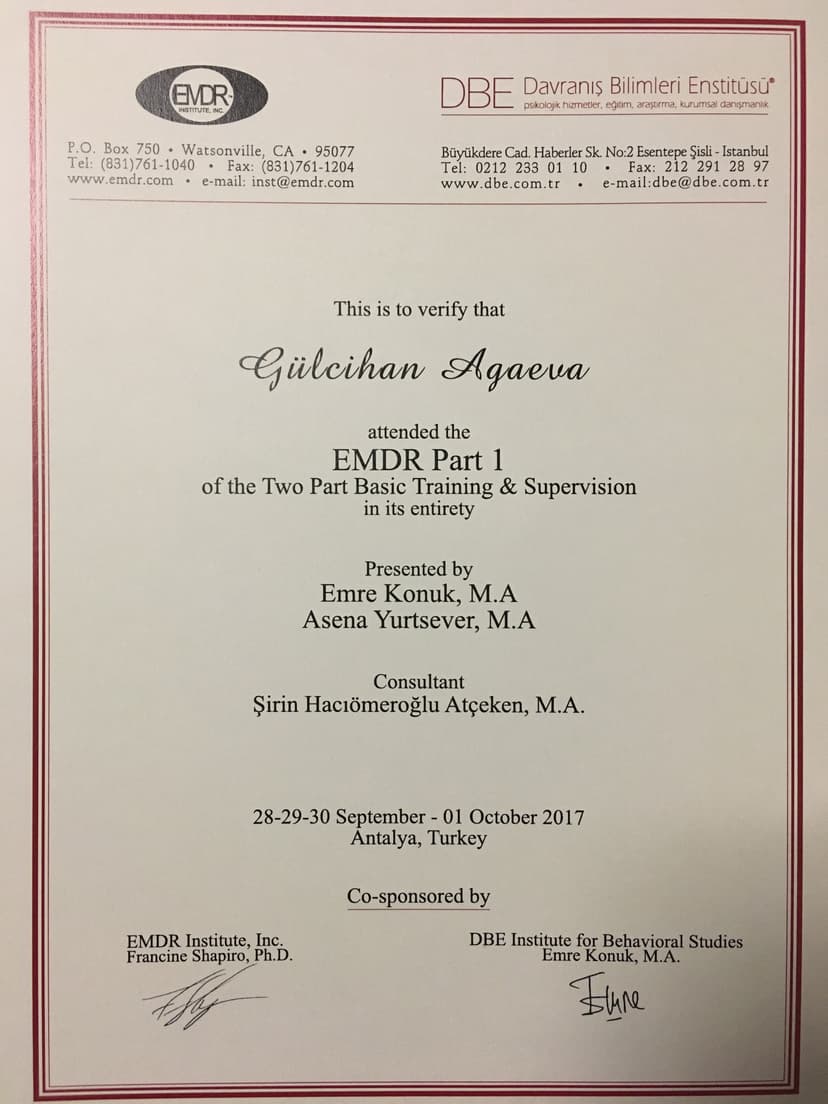 EMDR™
INSTITUTE, INC.
P.O. Box 750 • Watsonville, CA • 95077
Tel: (831)761-1040 • Fax: (831)761-1204
www.emdr.com • e-mail: inst@emdr.com
DBE Davranış Bilimleri Enstitüsü®
psikolojik hizmetler, eğitim, araştırma, kurumsal danışmanlık
Büyükdere Cad. Haberler Sk. No:2 Esentepe Şisli - Istanbul
Tel: 0212 233 01 10 • Fax: 212 291 28 97
www.dbe.com.tr • e-mail:dbe@dbe.com.tr
This is to verify that
Gülcihan Agaeva
attended the
EMDR Part 1
of the Two Part Basic Training & Supervision
in its entirety
Presented by
Emre Konuk, M.A
Asena Yurtsever, M.A
Consultant
Şirin Hacıömeroğlu Atçeken, M.A.
28-29-30 September - 01 October 2017
Antalya, Turkey
Co-sponsored by
EMDR Institute, Inc.
Francine Shapiro, Ph.D.
DBE Institute for Behavioral Studies
Emre Konuk, M.A.